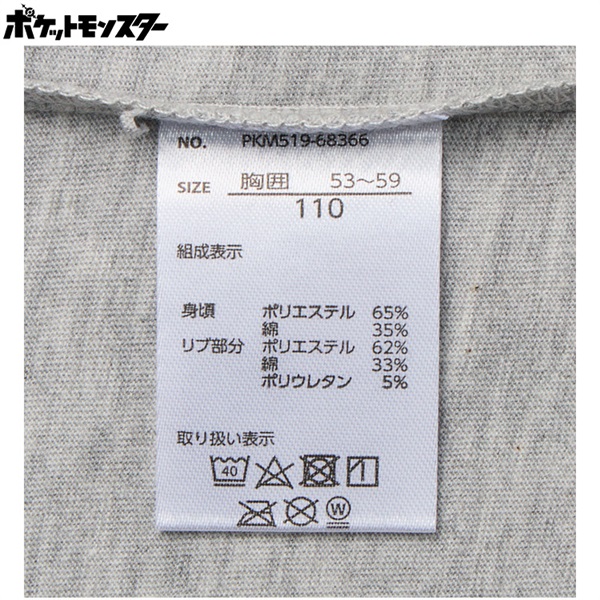 ポケットモンスター
NO. PKM519-68366
SIZE 胸囲 53～59
110
組成表示
身頃 ポリエステル 65%
綿 35%
リブ部分 ポリエステル 62%
綿 33%
ポリウレタン 5%
取り扱い表示
40
W